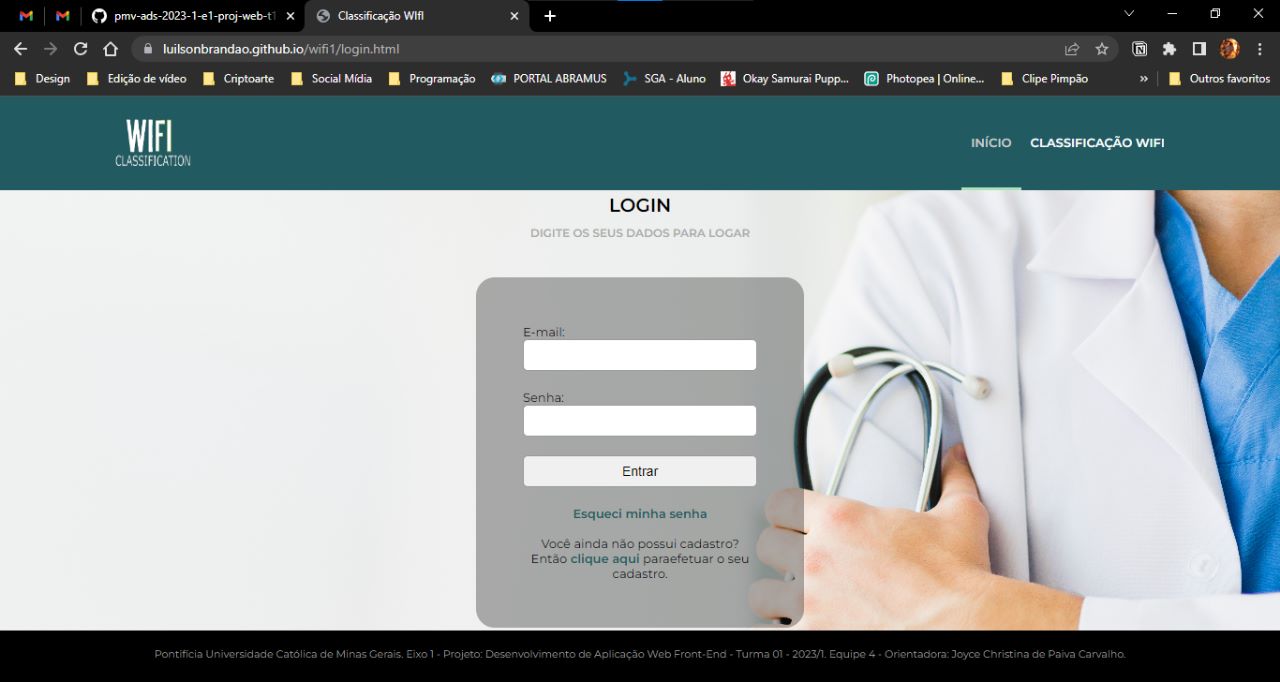 pmv-ads-2023-1-e1-proj-web-t1
Classificação WIfI
luilsonbrandao.github.io/wifi1/login.html
Design Edição de vídeo Criptoarte Social Mídia Programação PORTAL ABRAMUS SGA - Aluno Okay Samurai Pupp... Photopea | Online... Clipe Pimpão » Outros favoritos
WIFI
CLASSIFICATION
INÍCIO CLASSIFICAÇÃO WIFI
LOGIN
DIGITE OS SEUS DADOS PARA LOGAR
E-mail:
Senha:
Entrar
Esqueci minha senha
Você ainda não possui cadastro?
Então clique aqui paraefetuar o seu
cadastro.
Pontifícia Universidade Católica de Minas Gerais. Eixo 1 - Projeto: Desenvolvimento de Aplicação Web Front-End - Turma 01 - 2023/1. Equipe 4 - Orientadora: Joyce Christina de Paiva Carvalho.